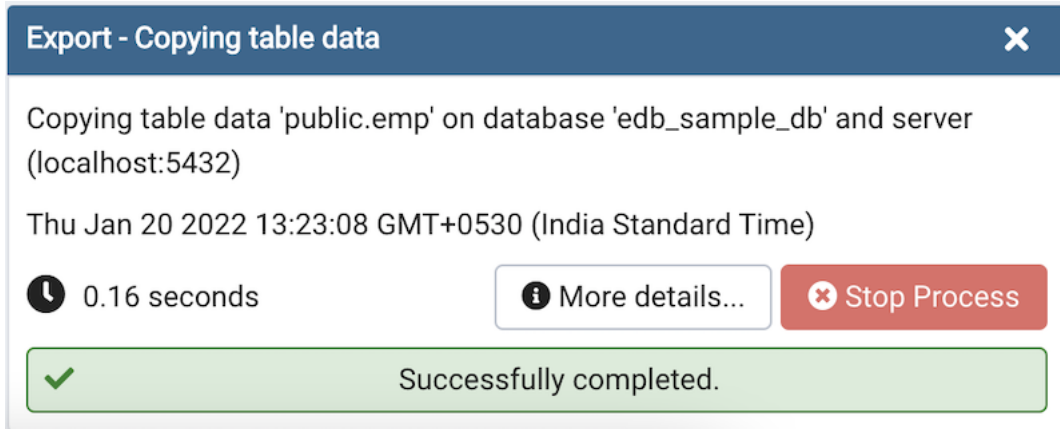 Export - Copying table data
Copying table data 'public.emp' on database 'edb_sample_db' and server
(localhost:5432)
Thu Jan 20 2022 13:23:08 GMT+0530 (India Standard Time)
0.16 seconds
More details...
Stop Process
Successfully completed.